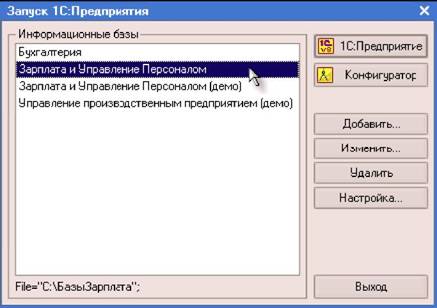 Запуск 1С:Предприятия
Информационные базы
Бухгалтерия
Зарплата и Управление Персоналом
Зарплата и Управление Персоналом (демо)
Управление производственным предприятием (демо)
1С:Предприятие
Конфигуратор
Добавить...
Изменить...
Удалить
Настройка...
File="C:\БазыЗарплата";
Выход